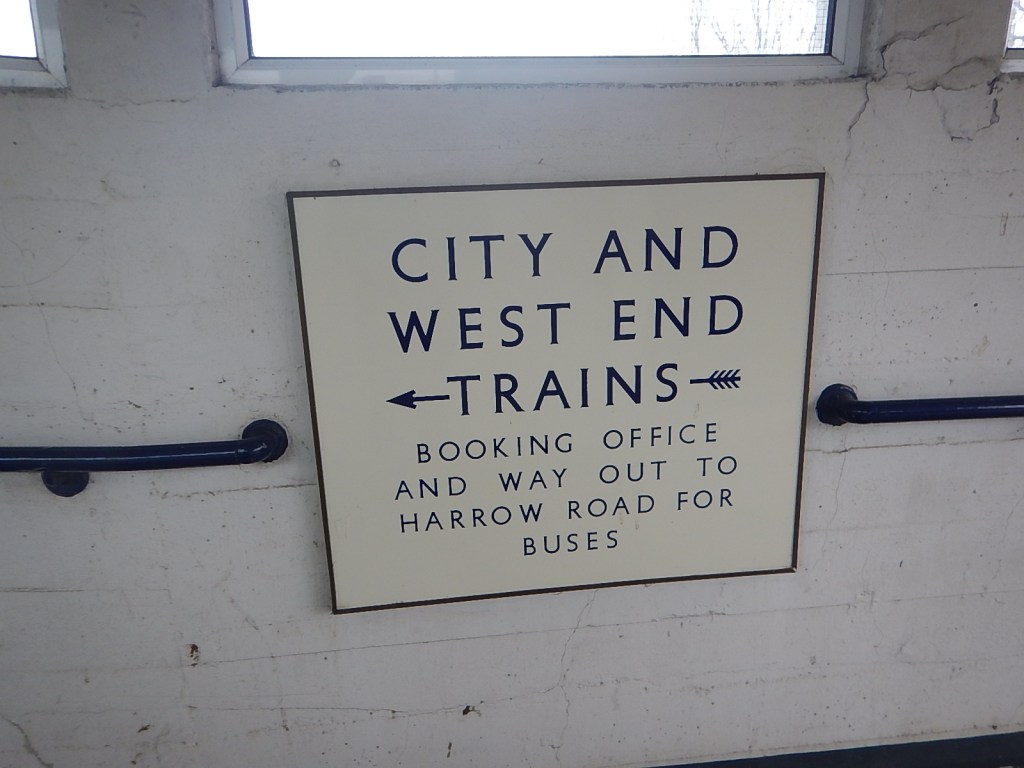 CITY AND
WEST END
TRAINS
BOOKING OFFICE
AND WAY OUT TO
HARROW ROAD FOR
BUSES